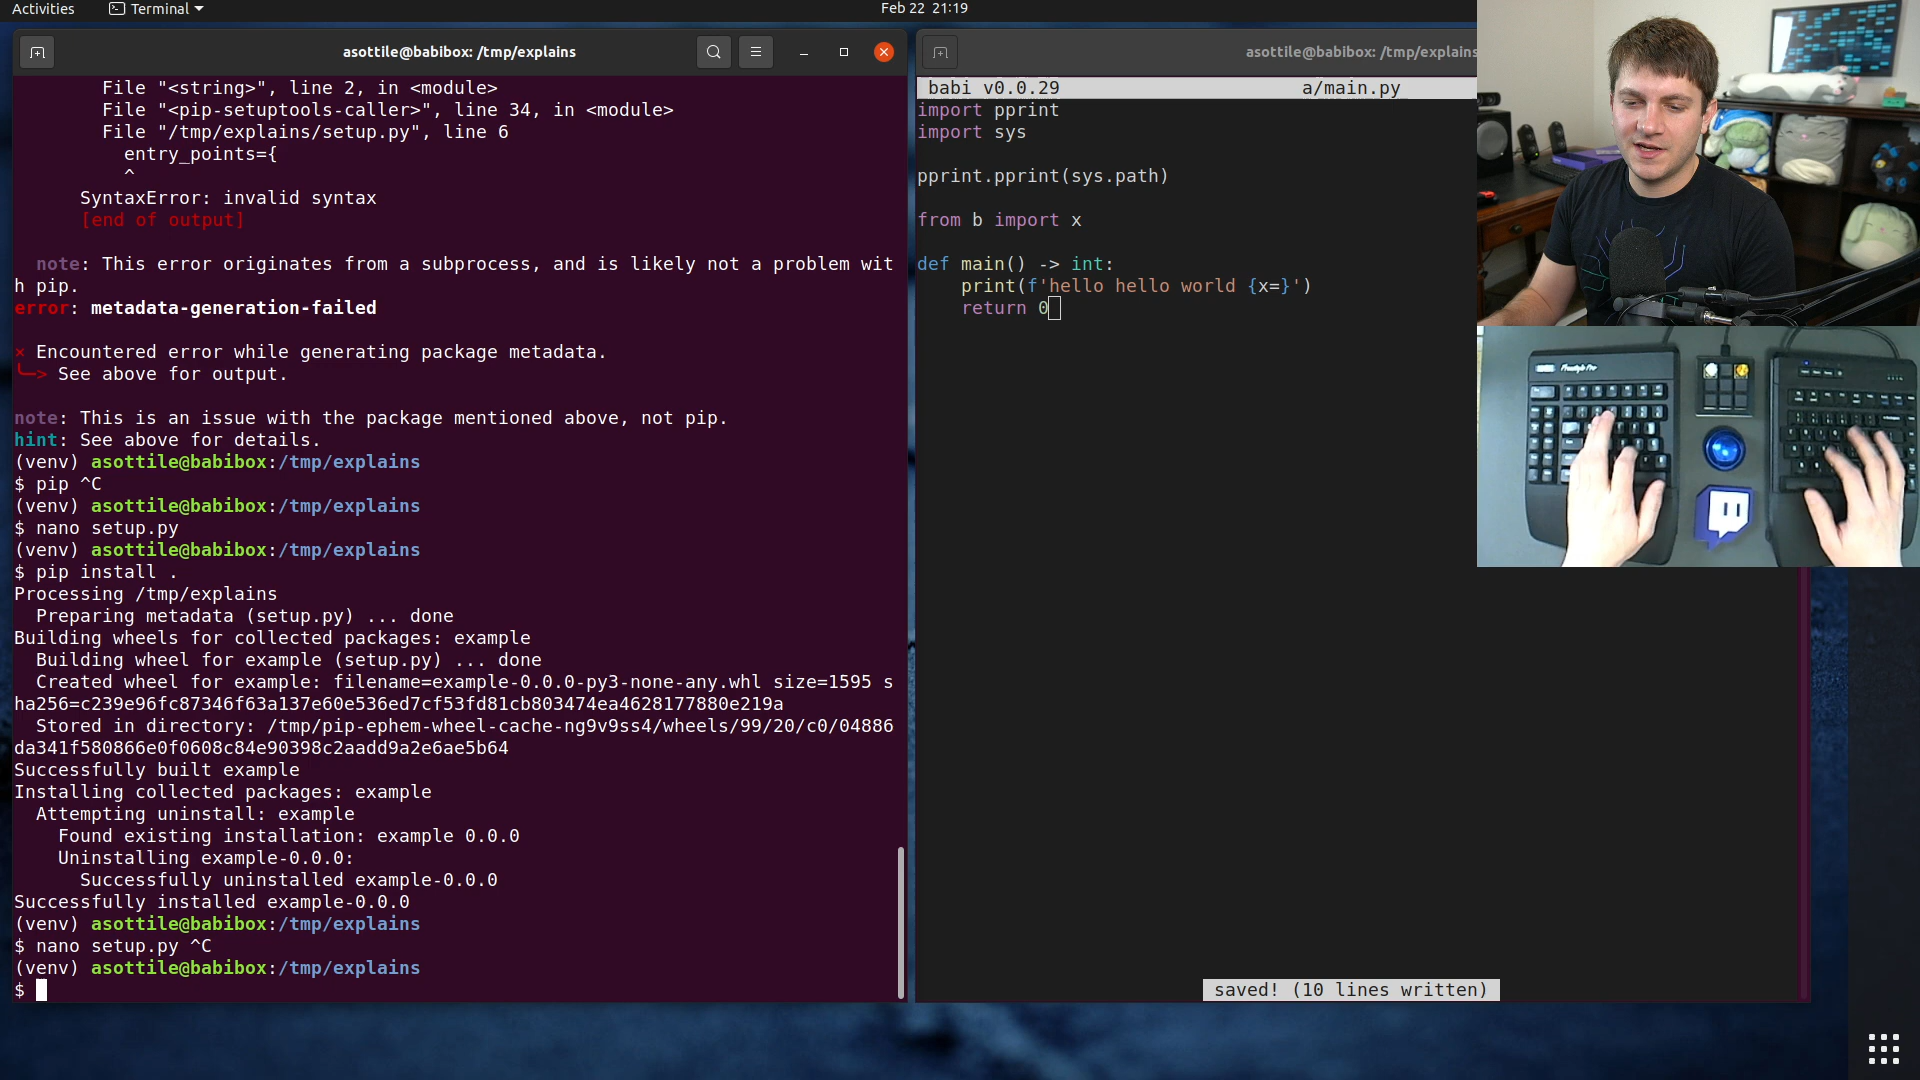 Activities
Terminal
Feb 22 21:19
asottile@babibox: /tmp/explains
File "<string>", line 2, in <module>
File "<pip-setuptools-caller>", line 34, in <module>
File "/tmp/explains/setup.py", line 6
entry_points={
^
SyntaxError: invalid syntax
[end of output]
note: This error originates from a subprocess, and is likely not a problem wit
h pip.
error: metadata-generation-failed
× Encountered error while generating package metadata.
╰─> See above for output.
note: This is an issue with the package mentioned above, not pip.
hint: See above for details.
(venv) asottile@babibox:/tmp/explains
$ pip ^C
(venv) asottile@babibox:/tmp/explains
$ nano setup.py
(venv) asottile@babibox:/tmp/explains
$ pip install .
Processing /tmp/explains
Preparing metadata (setup.py) ... done
Building wheels for collected packages: example
Building wheel for example (setup.py) ... done
Created wheel for example: filename=example-0.0.0-py3-none-any.whl size=1595 s
ha256=c239e96fc87346f63a137e60e536ed7cf53fd81cb803474ea4628177880e219a
Stored in directory: /tmp/pip-ephem-wheel-cache-ng9v9ss4/wheels/99/20/c0/04886
da341f580866e0f0608c84e90398c2aadd9a2e6ae5b64
Successfully built example
Installing collected packages: example
Attempting uninstall: example
Found existing installation: example 0.0.0
Uninstalling example-0.0.0:
Successfully uninstalled example-0.0.0
Successfully installed example-0.0.0
(venv) asottile@babibox:/tmp/explains
$ nano setup.py ^C
(venv) asottile@babibox:/tmp/explains
$
asottile@babibox: /tmp/explains
babi v0.0.29 a/main.py
import pprint
import sys
pprint.pprint(sys.path)
from b import x
def main() -> int:
print(f'hello hello world {x=}')
return 0
saved! (10 lines written)
Freestyle Pro